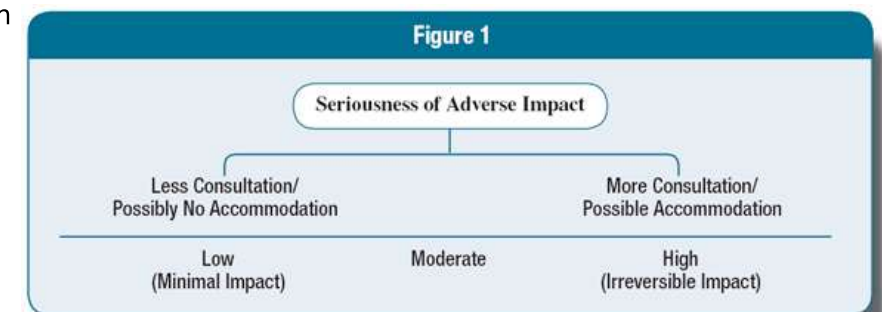 n
Figure 1
Seriousness of Adverse Impact
Less Consultation/
Possibly No Accommodation
More Consultation/
Possible Accommodation
Low
(Minimal Impact)
Moderate
High
(Irreversible Impact)